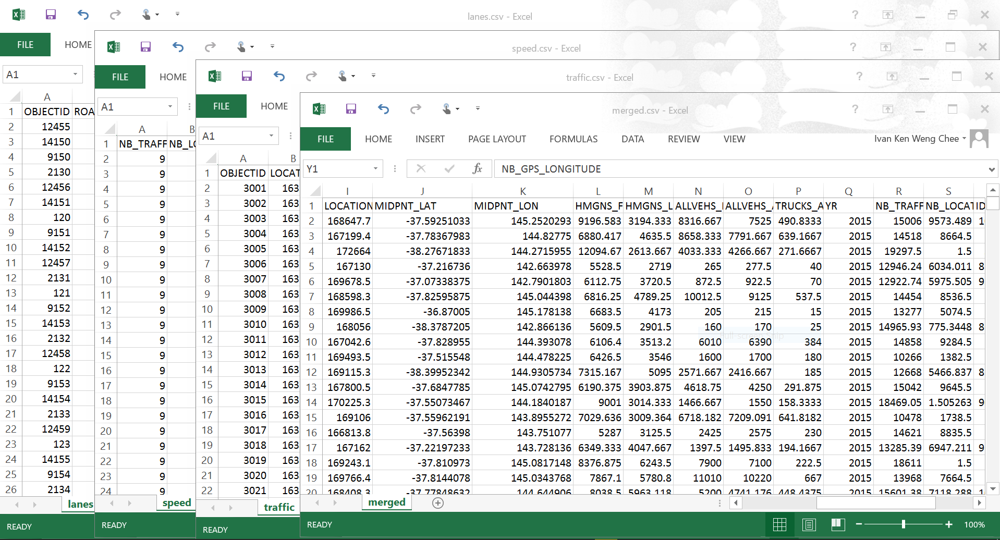 lanes.csv - Excel
FILE HOME
A1
A
1 OBJECTID ROA
2 12455
3 14150
4 9150
5 2130
6 12456
7 14151
8 120
9 9151
10 14152
11 12457
12 2131
13 121
14 9152
15 14153
16 2132
17 12458
18 122
19 9153
20 14154
21 2133
22 12459
23 123
24 14155
25 9154
26 2134
lanes
READY
speed.csv - Excel
FILE HOME
A1
A B
1 NB_TRAFF NB_LO
2 9
3 9
4 9
5 9
6 9
7 9
8 9
9 9
10 9
11 9
12 9
13 9
14 9
15 9
16 9
17 9
18 9
19 9
20 9
21 9
22 9
23 9
24 9
speed
READY
traffic.csv - Excel
FILE HOME
A1
A B
1 OBJECTID LOCAT
2 3001 163
3 3002 163
4 3003 163
5 3004 163
6 3005 163
7 3006 163
8 3007 163
9 3008 163
10 3009 163
11 3010 163
12 3011 163
13 3012 163
14 3013 163
15 3014 163
16 3015 163
17 3016 163
18 3017 163
19 3018 163
20 3019 163
21 3020 163
22 3021 163
traffic
READY
merged.csv - Excel
FILE HOME INSERT PAGE LAYOUT FORMULAS DATA REVIEW VIEW Ivan Ken Weng Chee
Y1 fx NB_GPS_LONGITUDE
I J K L M N O P Q R S
1 LOCATION MIDPNT_LAT MIDPNT_LON HMGNS_F HMGNS_L ALLVEHS_ ALLVEHS_A TRUCKS_A YR NB_TRAFF NB_LOCAT ID
2 168647.7 -37.59251033 145.2520293 9196.583 3194.333 8316.667 7525 490.8333 2015 15006 9573.489 1
3 167199.4 -37.78367983 144.82775 6880.417 4635.5 8658.333 7791.667 639.1667 2015 14518 8664.5
4 172664 -38.27671833 144.2715955 12094.67 2613.667 4033.333 4266.667 271.6667 2015 19297.5 1.5
5 167130 -37.216736 142.663978 5528.5 2719 265 277.5 40 2015 12946.24 6034.011 8
6 169678.5 -37.07338375 142.7901803 6112.75 3720.5 872.5 922.5 70 2015 12922.74 5975.505 9
7 168598.3 -37.82595875 145.044398 6816.25 4789.25 10012.5 9125 537.5 2015 14454 8536.5
8 169986.5 -36.87005 145.178138 6683.5 4173 205 215 15 2015 13277 5074.5
9 168056 -38.3787205 142.866136 5609.5 2901.5 160 170 25 2015 14965.93 775.3448 8
10 167042.6 -37.828955 144.393078 6106.4 3513.2 6010 6390 384 2015 14858 9284.5
11 169493.5 -37.515548 144.478225 6426.5 3546 1600 1700 180 2015 10266 1382.5
12 169115.3 -38.39952342 144.9305734 7315.167 5095 2571.667 2416.667 185 2015 12668 5466.837 8
13 167800.5 -37.6847785 145.0742795 6190.375 3903.875 4618.75 4250 291.875 2015 15042 9645.5
14 170225.3 -37.55073467 144.1840187 9001 3014.333 1466.667 1550 158.3333 2015 18469.05 1.505263 9
15 169106 -37.55962191 143.8955272 7029.636 3009.364 6718.182 7209.091 641.8182 2015 10478 1738.5
16 166813.8 -37.56398 143.751077 5287 3125.5 2425 2575 230 2015 14621 8835.5
17 167162 -37.22197233 143.728136 6349.333 4047.667 1397.5 1495.833 194.1667 2015 13285.39 6947.211 9
18 169243.1 -37.810973 145.0817148 8376.875 6243.5 7900 7100 222.5 2015 18611 1.5
19 169766.4 -37.8144078 145.0343768 7867.1 5780.8 11010 10220 667 2015 13968 7664.5
20 168408.3 -37.77848632 144.644906 8038.5 5963.118 5200 4741.176 448.4375 2015 15601.38 7118.288 1
merged
READY 100%